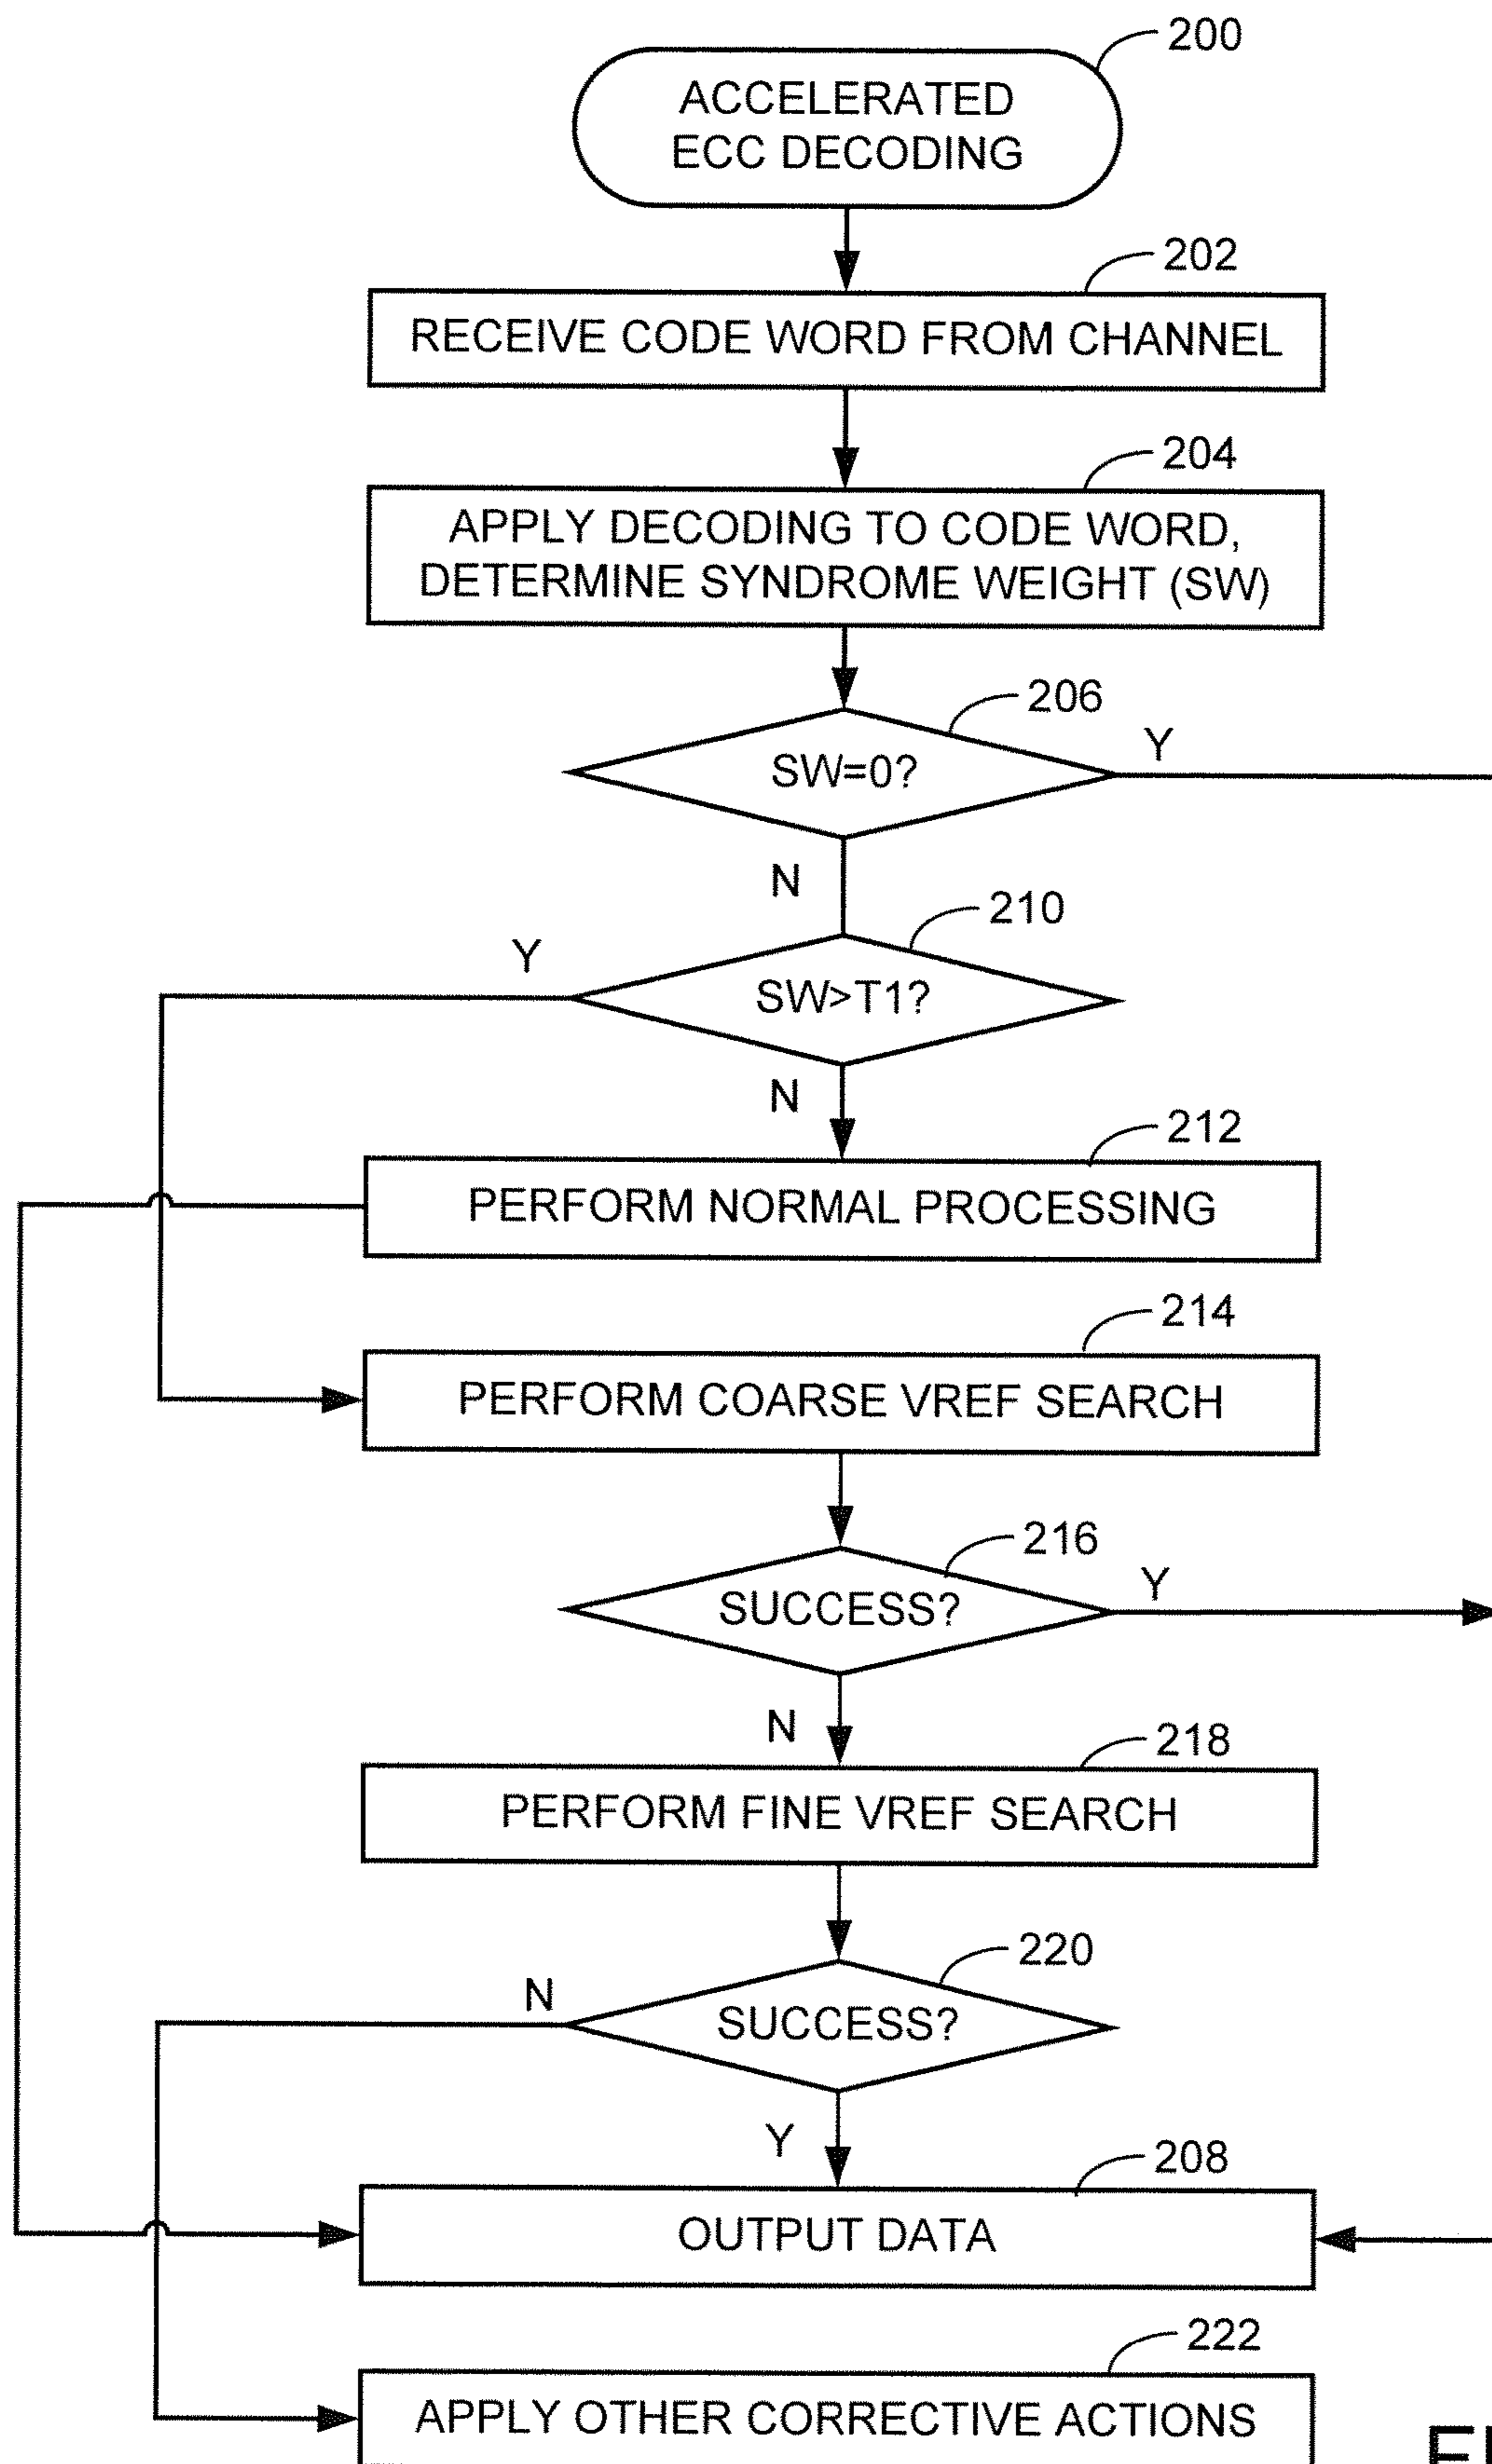 200
ACCELERATED
ECC DECODING
202
RECEIVE CODE WORD FROM CHANNEL
204
APPLY DECODING TO CODE WORD,
DETERMINE SYNDROME WEIGHT (SW)
206
SW=0?
Y
N
210
Y
SW>T1?
N
212
PERFORM NORMAL PROCESSING
214
PERFORM COARSE VREF SEARCH
216
SUCCESS?
Y
N
218
PERFORM FINE VREF SEARCH
220
N
SUCCESS?
Y
208
OUTPUT DATA
222
APPLY OTHER CORRECTIVE ACTIONS